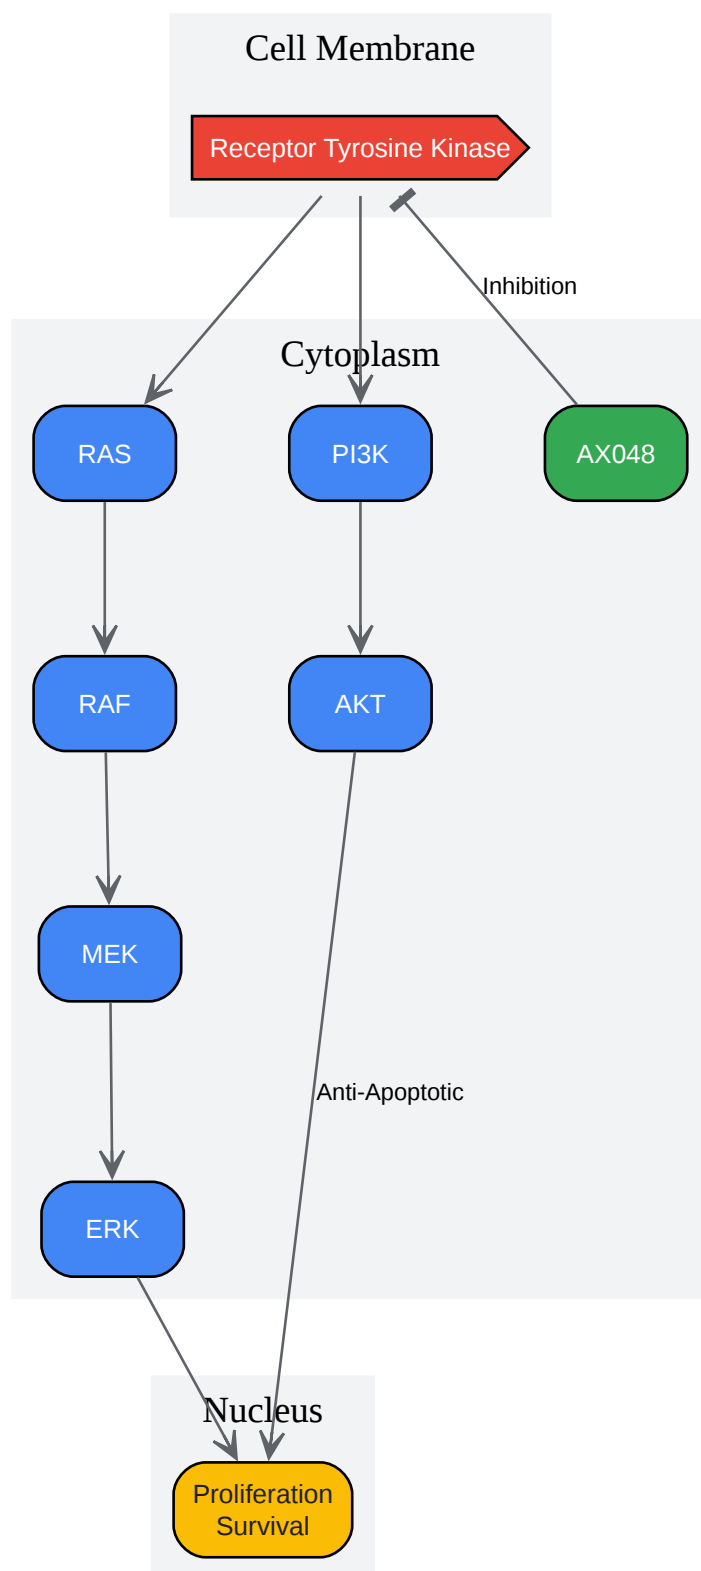 Cell Membrane
Receptor Tyrosine Kinase
Inhibition
Cytoplasm
RAS
PI3K
AX048
RAF
AKT
MEK
Anti-Apoptotic
ERK
Nucleus
Proliferation
Survival